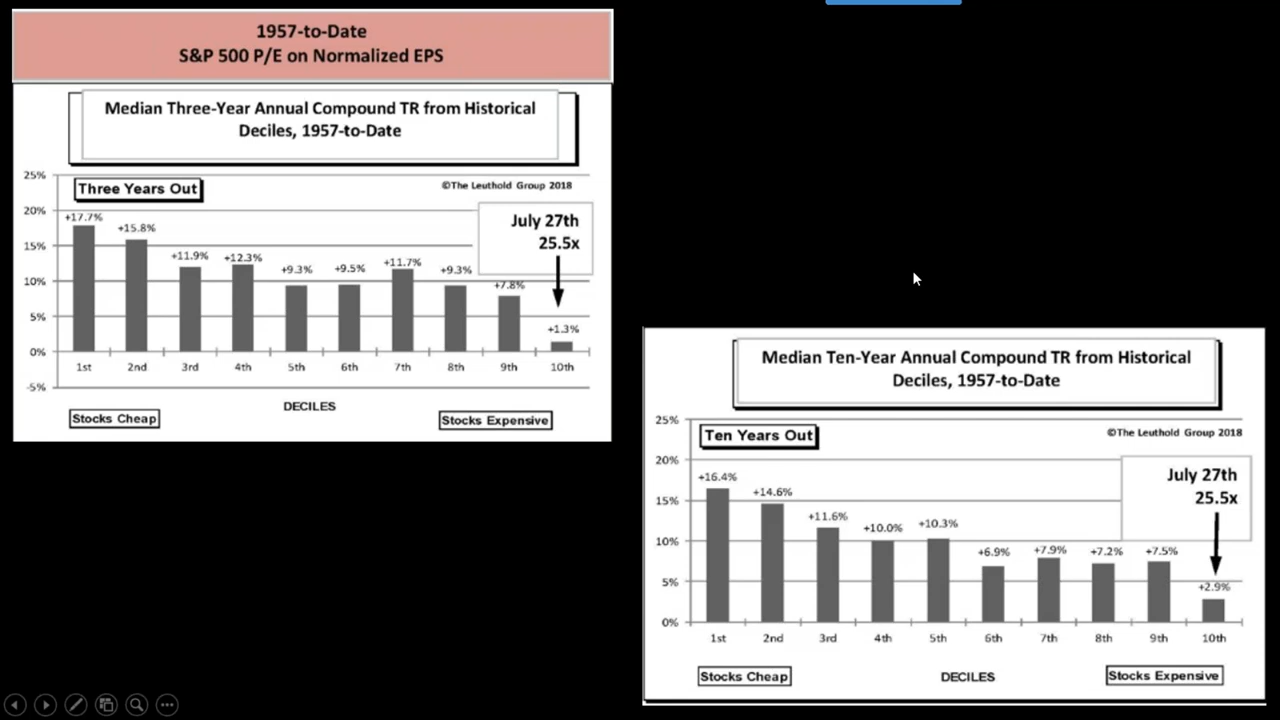 1957-to-Date
S&P 500 P/E on Normalized EPS
Median Three-Year Annual Compound TR from Historical
Deciles, 1957-to-Date
25%
Three Years Out
©The Leuthold Group 2018
20%
+17.7%
+15.8%
July 27th
25.5x
15%
+11.9%
+12.3%
+9.3%
+9.5%
+11.7%
+9.3%
10%
+7.8%
5%
+1.3%
0%
1st 2nd 3rd 4th 5th 6th 7th 8th 9th 10th
-5%
Stocks Cheap
DECILES
Stocks Expensive
Median Ten-Year Annual Compound TR from Historical
Deciles, 1957-to-Date
25%
Ten Years Out
©The Leuthold Group 2018
20%
+16.4%
+14.6%
July 27th
25.5x
15%
+11.6%
+10.0%
+10.3%
10%
+6.9%
+7.9%
+7.2%
+7.5%
5%
+2.9%
0%
1st 2nd 3rd 4th 5th 6th 7th 8th 9th 10th
Stocks Cheap
DECILES
Stocks Expensive